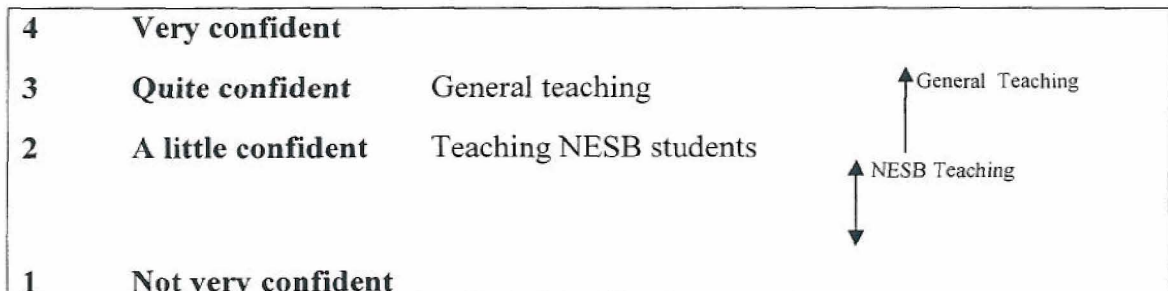 4 Very confident
3 Quite confident General teaching General Teaching
2 A little confident Teaching NESB students
NESB Teaching
1 Not very confident